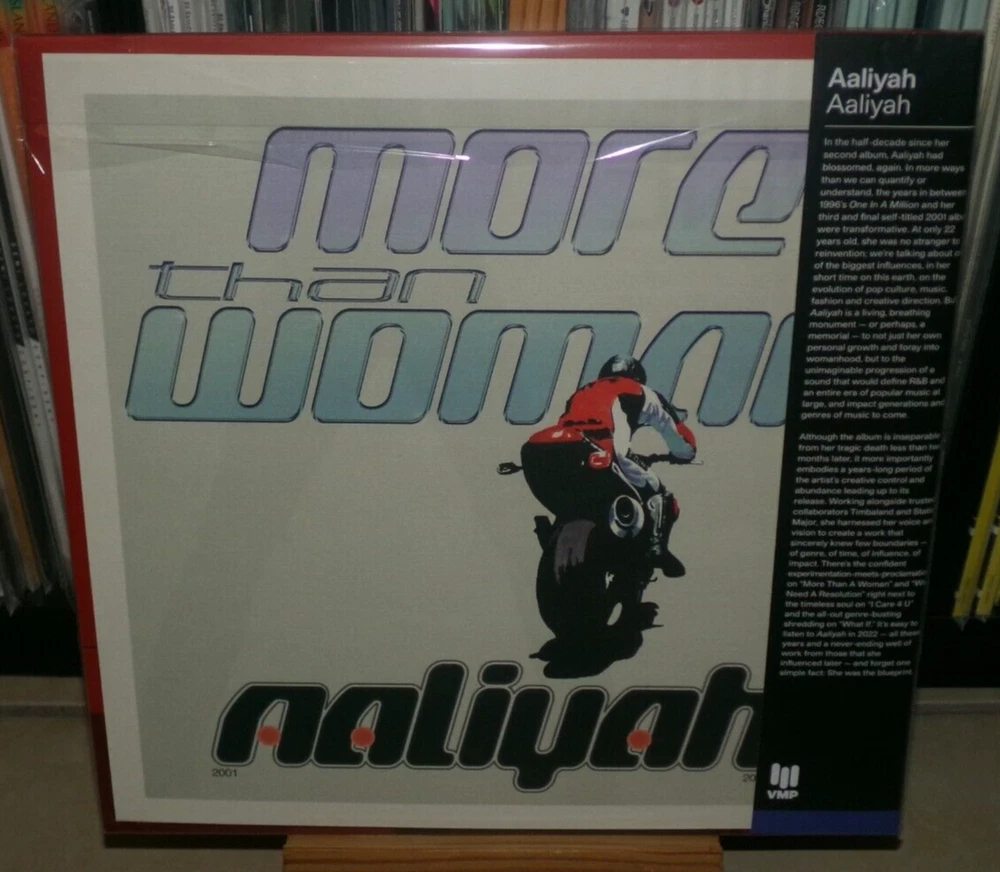 more
than
woma
aaliyah
2001
20
Aaliyah
Aaliyah
In the half-decade since her
second album, Aaliyah had
blossomed, again. In more ways
than we can quantify or
understand, the years in between
1996's One In A Million and her
third and final self-titled 2001 alb
were transformative. At only 22
years old, she was no stranger to
reinvention; we're talking about
of the biggest influences, in her
short time on this earth, on the
evolution of pop culture, music,
fashion and creative direction. Bu
Aaliyah is a living, breathing
monument — or perhaps, a
memorial — to not just her own
personal growth and foray into
womanhood, but to the
unimaginable progression of a
sound that would define R&B and
an entire era of popular music at
large, and impact generations and
genres of music to come.
Although the album is inseparable
from her tragic death less than two
months later, it more importantly
embodies a years-long period of
the artist's creative control and
abundance leading up to its
release. Working alongside truste
collaborators Timbaland and Stati
Major, she harnessed her voice an
vision to create a work that
sincerely knew few boundaries —
of genre, of time, of influence, of
impact. There's the confident
experimentation-meets-proclamati
on "More Than A Woman" and "We
Need A Resolution" right next to
the timeless soul on "I Care 4 U"
and the all-out genre-busting
shredding on "What If." It's easy to
listen to Aaliyah in 2022 — all these
years and a never-ending well of
work from those that she
influenced later — and forget one
simple fact: She was the blueprint.
VMP